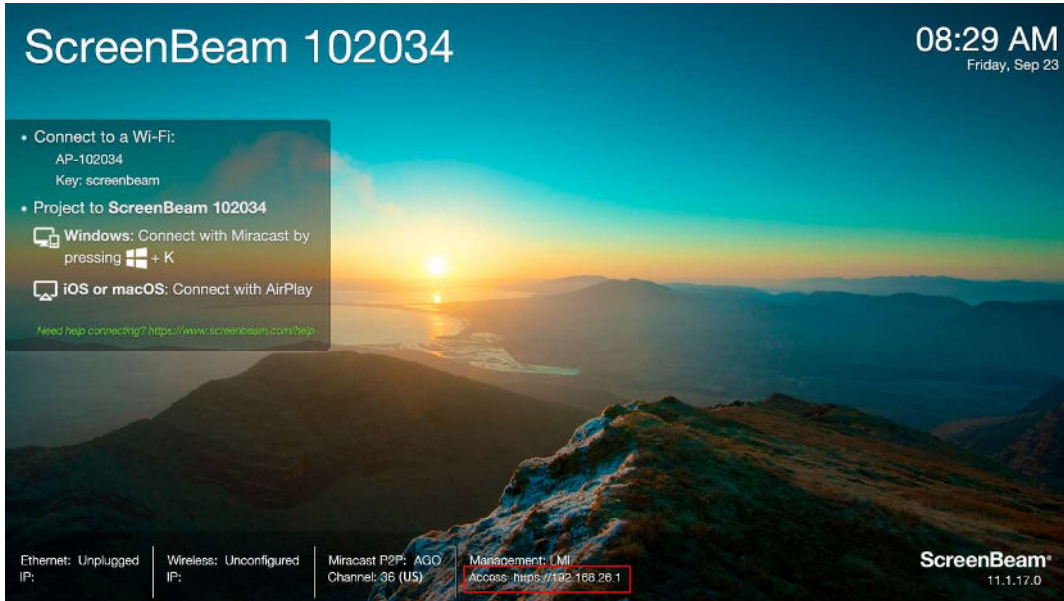 ScreenBeam 102034
08:29 AM
Friday, Sep 23
• Connect to a Wi-Fi:
AP-102034
Key: screenbeam
• Project to ScreenBeam 102034
Windows: Connect with Miracast by
pressing + K
iOS or macOS: Connect with AirPlay
Need help connecting? https://www.screenbeam.com/help
Ethernet: Unplugged
IP:
Wireless: Unconfigured
IP:
Miracast P2P: AGO
Channel: 36 (US)
Management: LMI
Access: https://192.168.26.1
ScreenBeam®
11.1.17.0